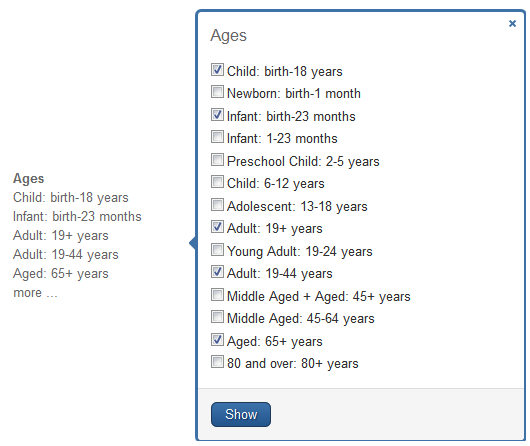 Ages
Child: birth-18 years
Infant: birth-23 months
Adult: 19+ years
Adult: 19-44 years
Aged: 65+ years
more ...
Ages
Child: birth-18 years
Newborn: birth-1 month
Infant: birth-23 months
Infant: 1-23 months
Preschool Child: 2-5 years
Child: 6-12 years
Adolescent: 13-18 years
Adult: 19+ years
Young Adult: 19-24 years
Adult: 19-44 years
Middle Aged + Aged: 45+ years
Middle Aged: 45-64 years
Aged: 65+ years
80 and over: 80+ years
Show